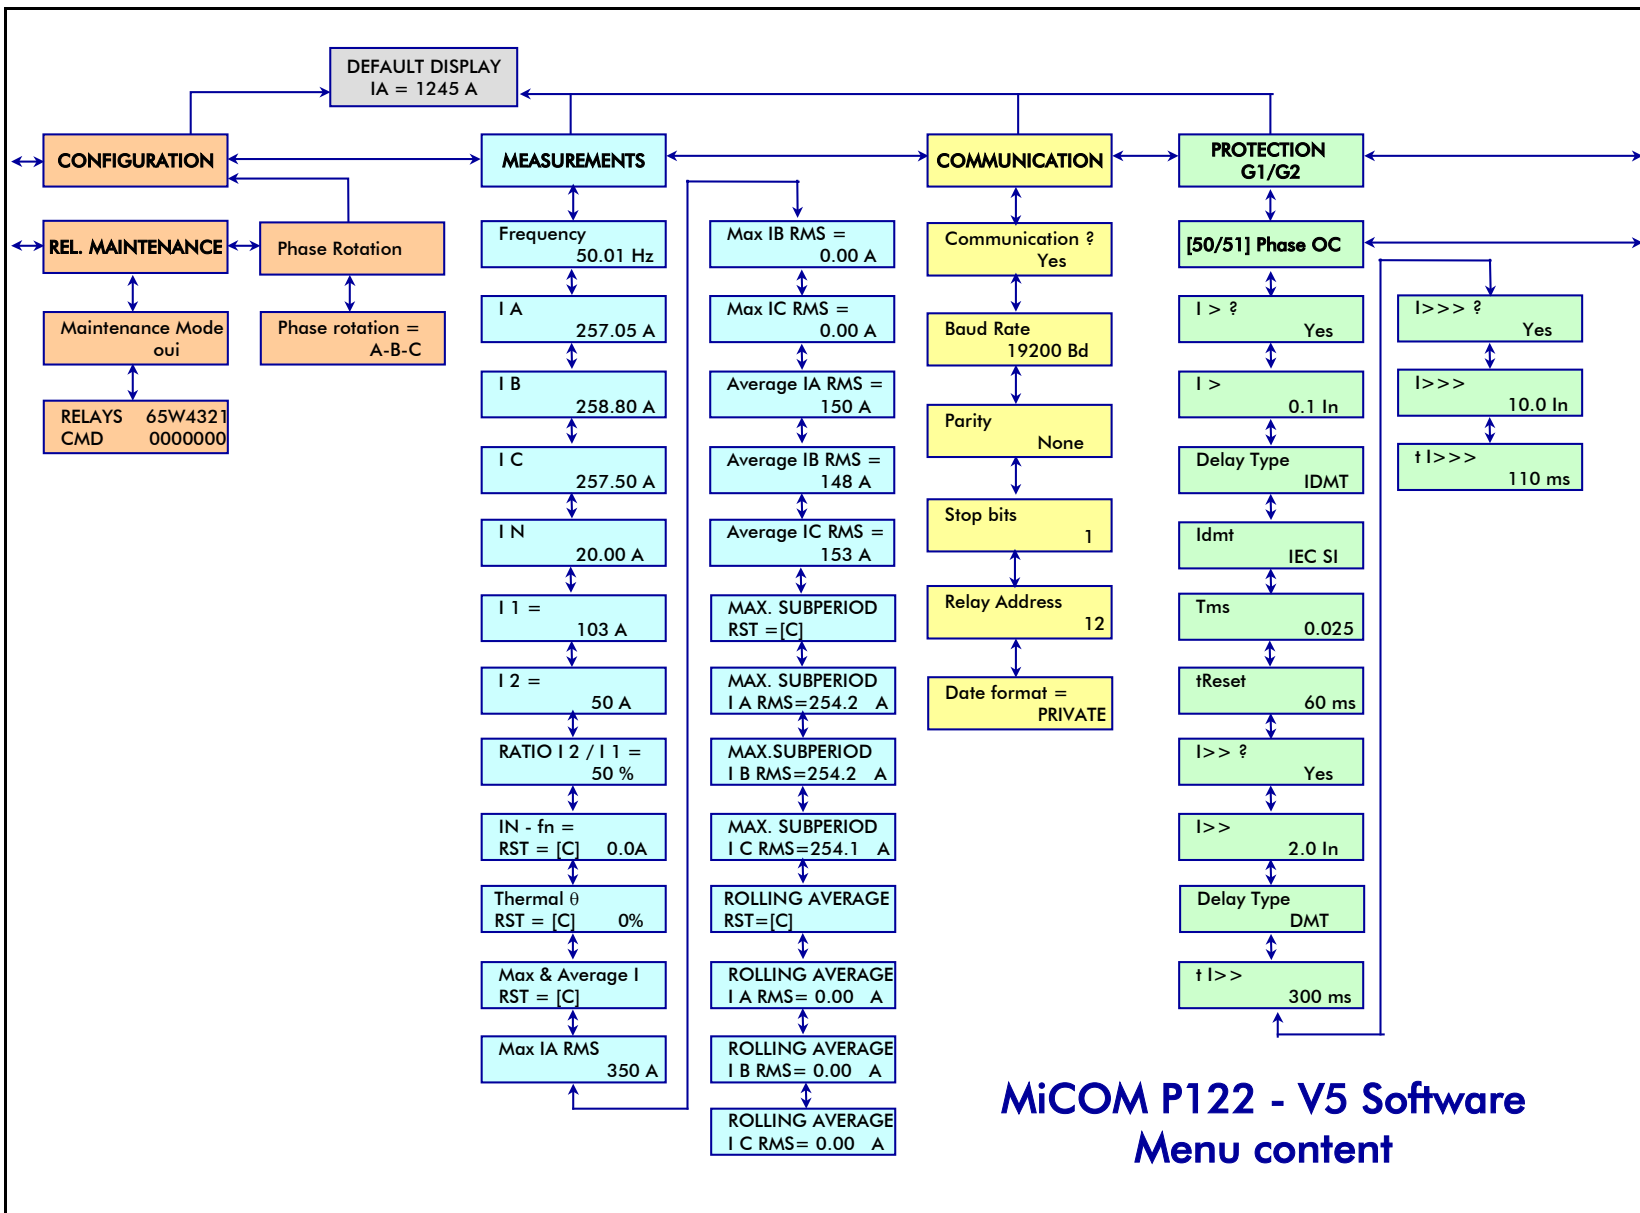 DEFAULT DISPLAY
IA = 1245 A
CONFIGURATION
REL. MAINTENANCE
Maintenance Mode
oui
RELAYS 65W4321
CMD 0000000
Phase Rotation
Phase rotation =
A-B-C
MEASUREMENTS
Frequency
50.01 Hz
I A
257.05 A
I B
258.80 A
I C
257.50 A
I N
20.00 A
I 1 =
103 A
I 2 =
50 A
RATIO I 2 / I 1 =
50 %
IN - fn =
RST = [C] 0.0A
Thermal θ
RST = [C] 0%
Max & Average I
RST = [C]
Max IA RMS
350 A
Max IB RMS =
0.00 A
Max IC RMS =
0.00 A
Average IA RMS =
150 A
Average IB RMS =
148 A
Average IC RMS =
153 A
MAX. SUBPERIOD
RST =[C]
MAX. SUBPERIOD
I A RMS=254.2 A
MAX.SUBPERIOD
I B RMS=254.2 A
MAX. SUBPERIOD
I C RMS=254.1 A
ROLLING AVERAGE
RST=[C]
ROLLING AVERAGE
I A RMS= 0.00 A
ROLLING AVERAGE
I B RMS= 0.00 A
ROLLING AVERAGE
I C RMS= 0.00 A
COMMUNICATION
Communication ?
Yes
Baud Rate
19200 Bd
Parity
None
Stop bits
1
Relay Address
12
Date format =
PRIVATE
PROTECTION
G1/G2
[50/51] Phase OC
I > ?
Yes
I >
0.1 In
Delay Type
IDMT
Idmt
IEC SI
Tms
0.025
tReset
60 ms
I>> ?
Yes
I>>
2.0 In
Delay Type
DMT
t I>>
300 ms
I>>> ?
Yes
I>>>
10.0 In
t I>>>
110 ms
MiCOM P122 - V5 Software
Menu content